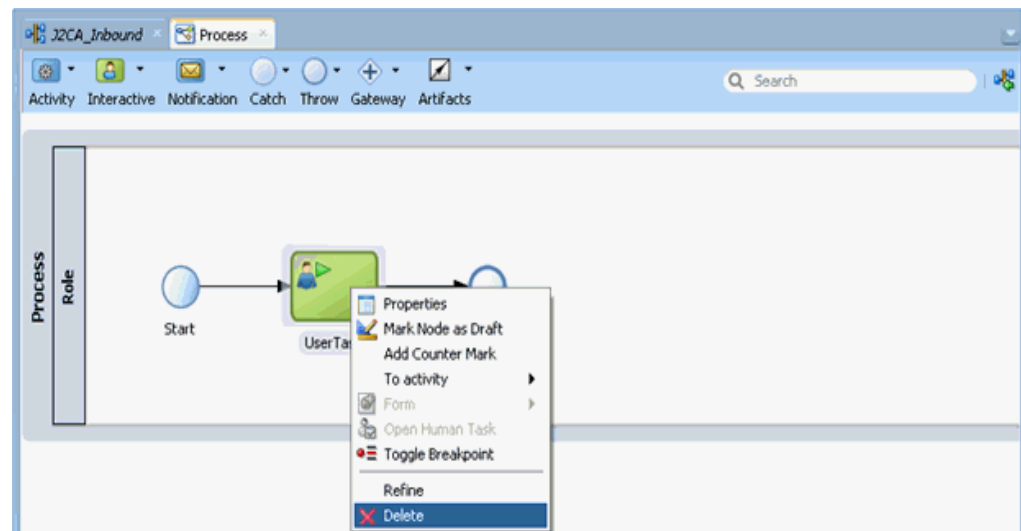 J2CA_Inbound
Process
Search
Activity Interactive Notification Catch Throw Gateway Artifacts
Process
Role
Start
UserTas
Properties
Mark Node as Draft
Add Counter Mark
To activity
Form
Open Human Task
Toggle Breakpoint
Refine
Delete